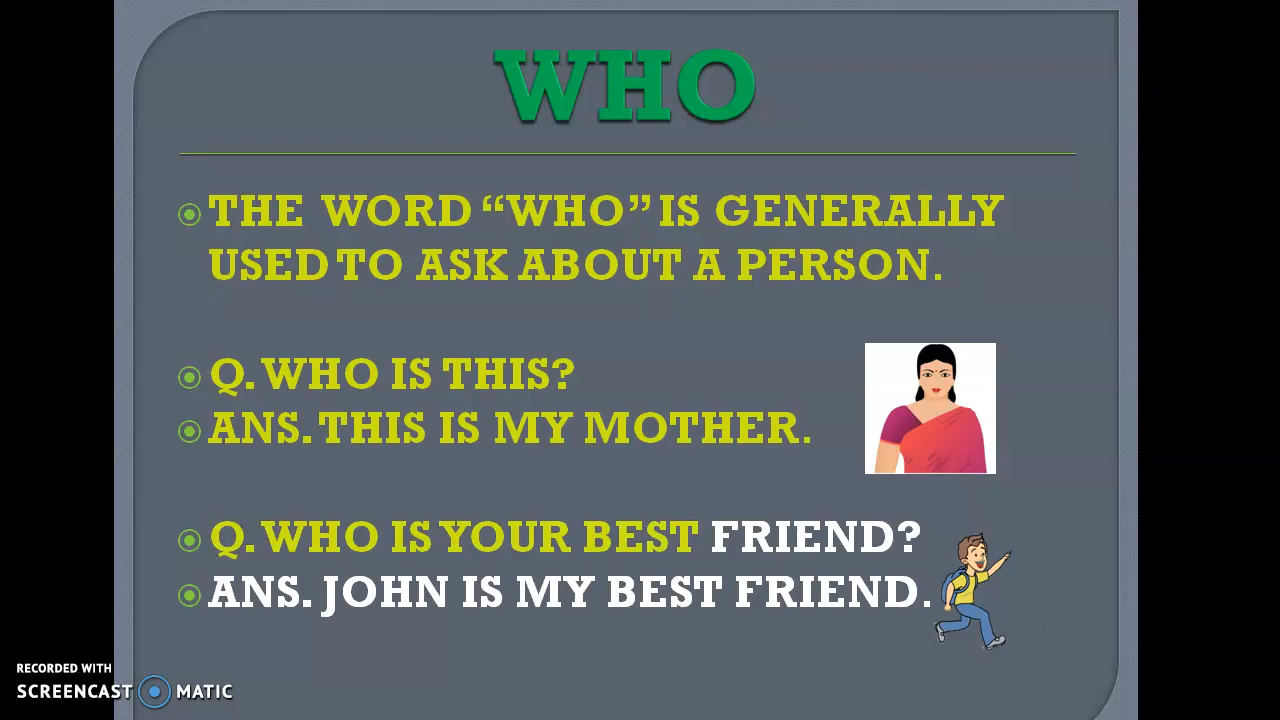 WHO
THE WORD “WHO” IS GENERALLY
USED TO ASK ABOUT A PERSON.
Q. WHO IS THIS?
ANS. THIS IS MY MOTHER.
Q. WHO IS YOUR BEST FRIEND?
ANS. JOHN IS MY BEST FRIEND.
RECORDED WITH
SCREENCAST MATIC